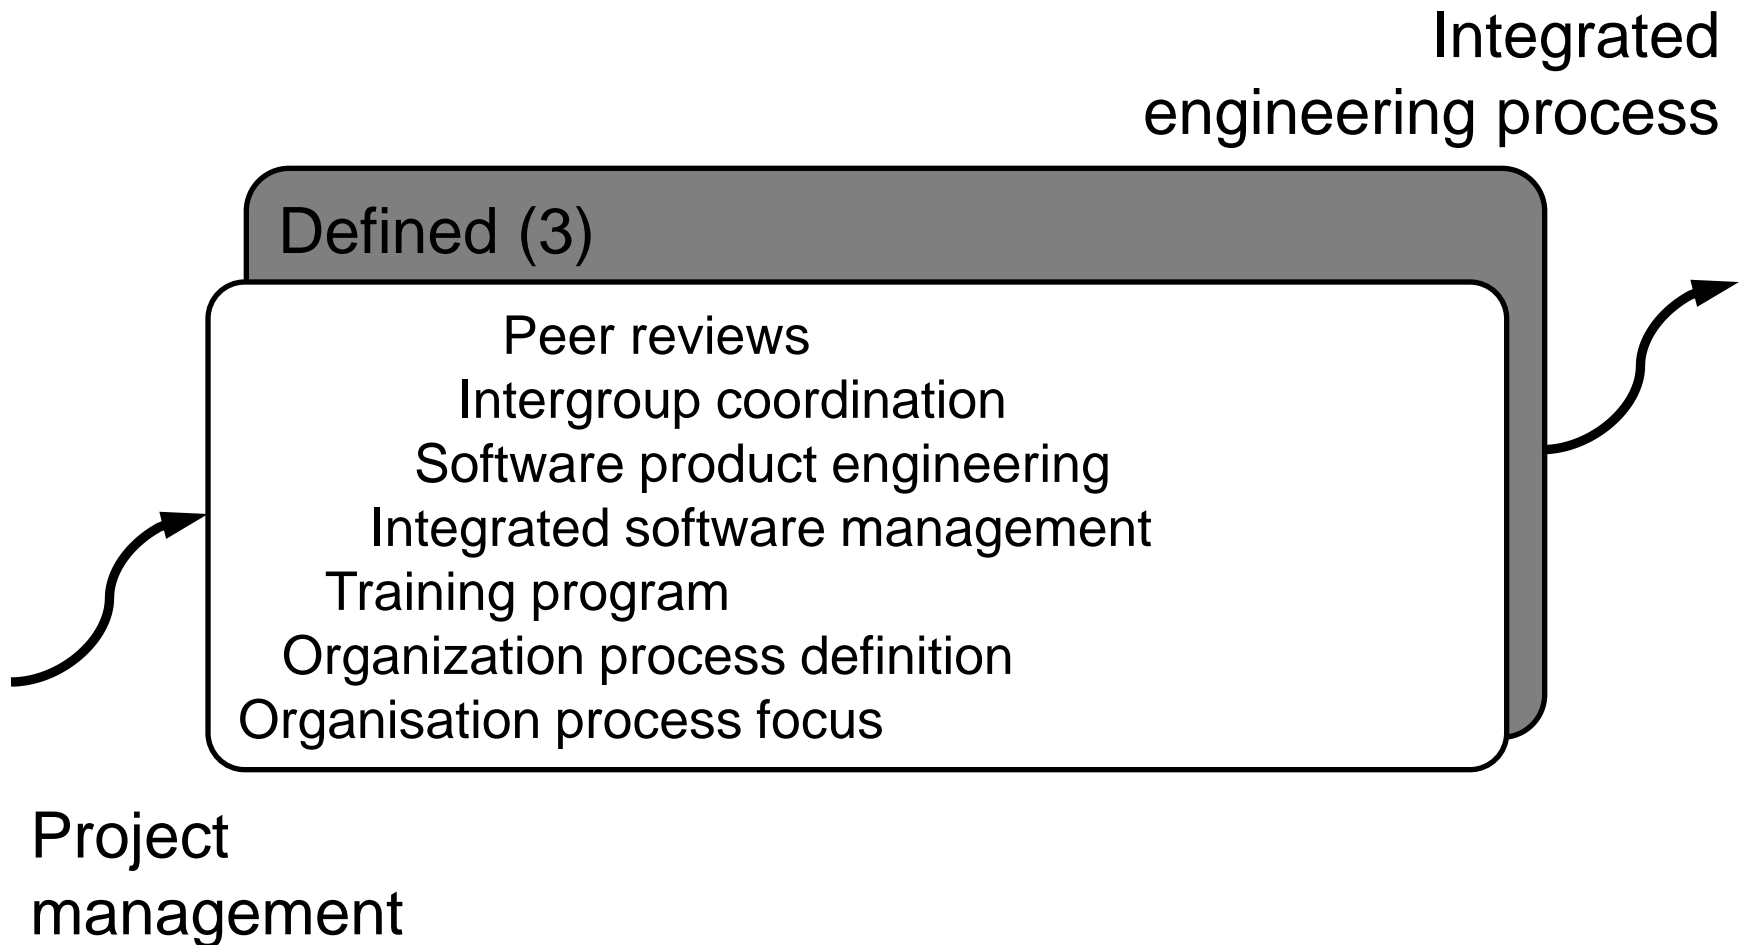 Integrated
engineering process
Defined (3)
Peer reviews
Intergroup coordination
Software product engineering
Integrated software management
Training program
Organization process definition
Organisation process focus
Project
management